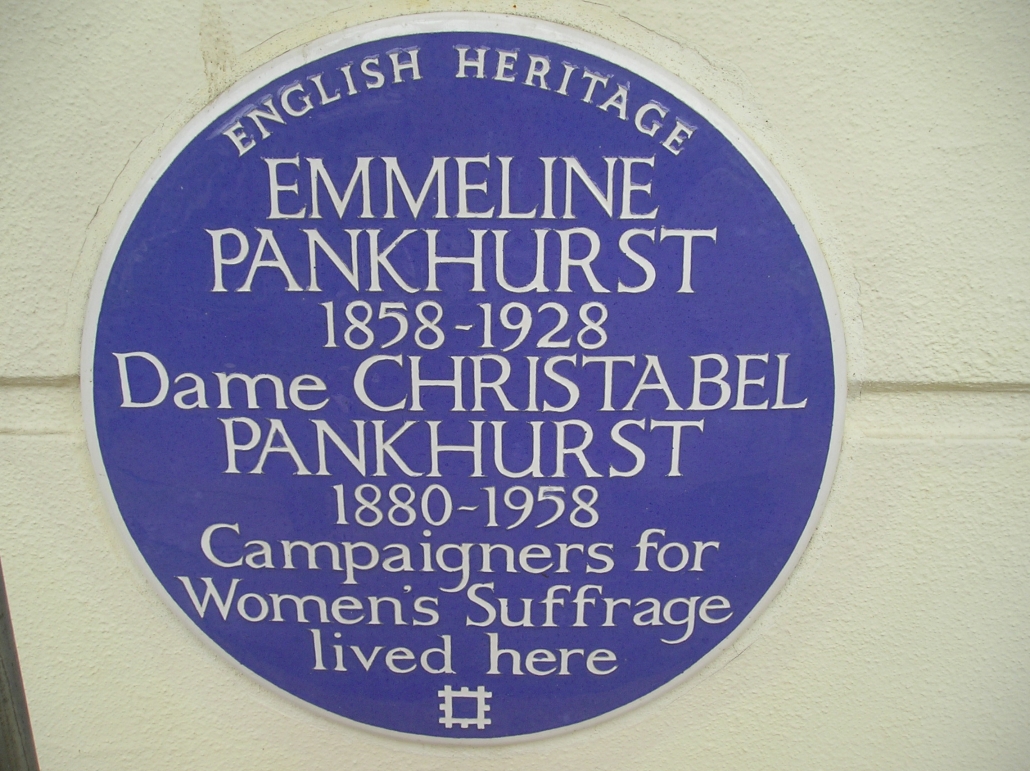 ENGLISH HERITAGE
EMMELINE
PANKHURST
1858-1928
Dame CHRISTABEL
PANKHURST
1880-1958
Campaigners for
Women's Suffrage
lived here